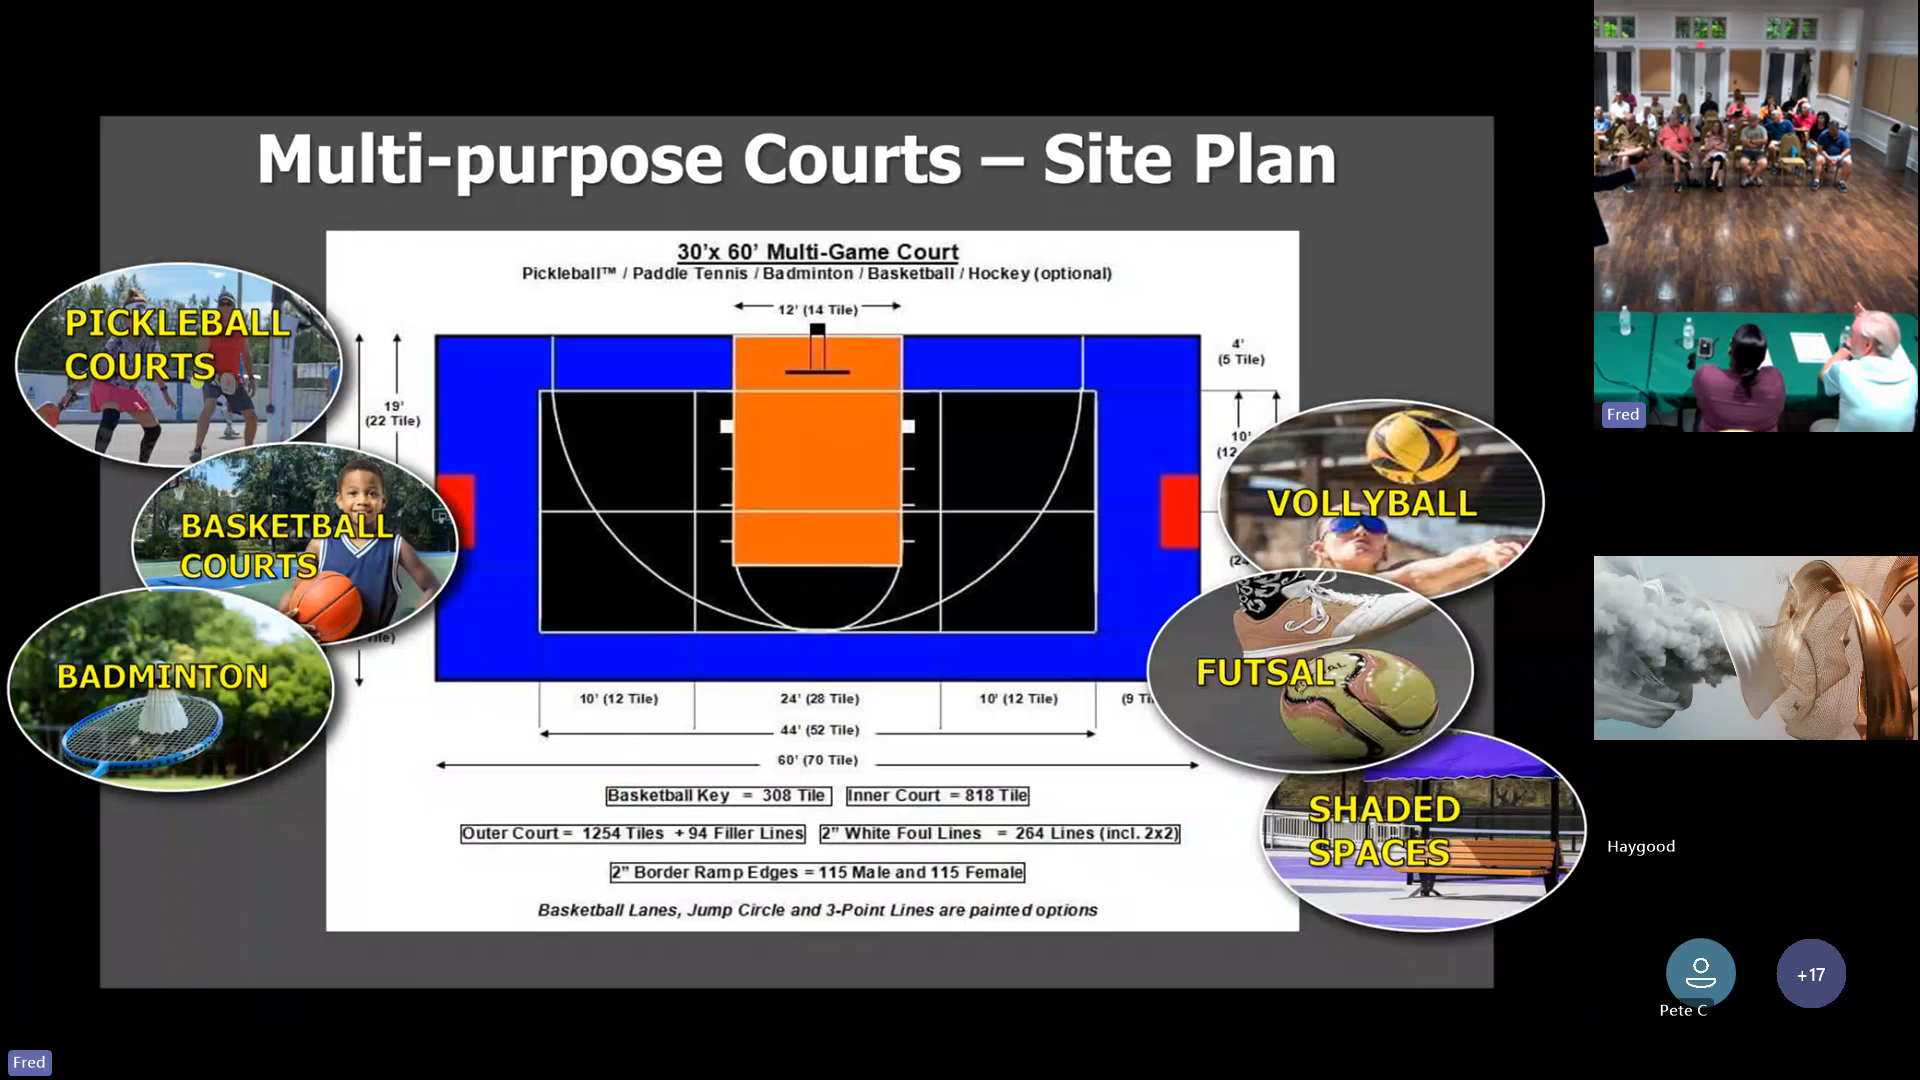 Multi-purpose Courts – Site Plan
30'x 60' Multi-Game Court
Pickleball™ / Paddle Tennis / Badminton / Basketball / Hockey (optional)
12' (14 Tile)
4'
(5 Tile)
19'
(22 Tile)
10'
(12
PICKLEBALL
COURTS
BASKETBALL
COURTS
BADMINTON
VOLLYBALL
FUTSAL
SHADED
SPACES
10' (12 Tile)
24' (28 Tile)
10' (12 Tile)
44' (52 Tile)
60' (70 Tile)
Basketball Key = 308 Tile
Inner Court = 818 Tile
Outer Court = 1254 Tiles + 94 Filler Lines
2” White Foul Lines = 264 Lines (incl. 2x2)
2” Border Ramp Edges = 115 Male and 115 Female
Basketball Lanes, Jump Circle and 3-Point Lines are painted options
Fred
Haygood
Pete C
+17
Fred